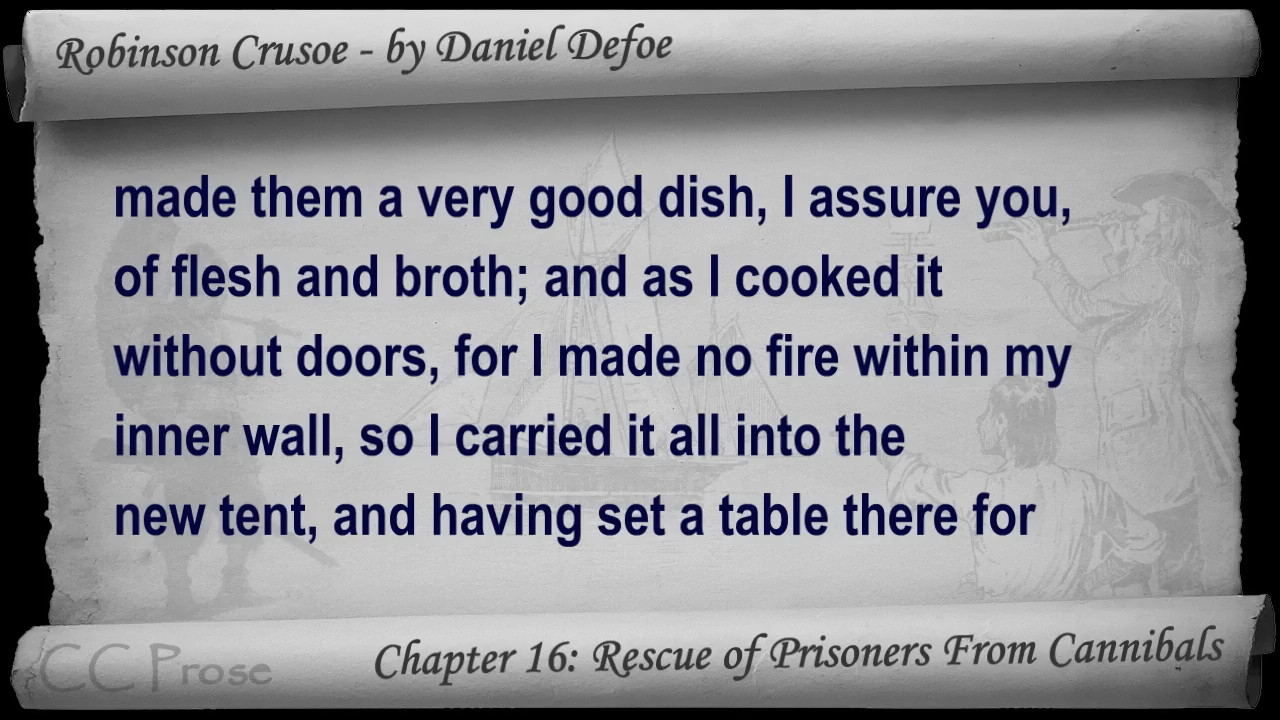 Robinson Crusoe - by Daniel Defoe
made them a very good dish, I assure you,
of flesh and broth; and as I cooked it
without doors, for I made no fire within my
inner wall, so I carried it all into the
new tent, and having set a table there for
CC Prose
Chapter 16: Rescue of Prisoners From Cannibals